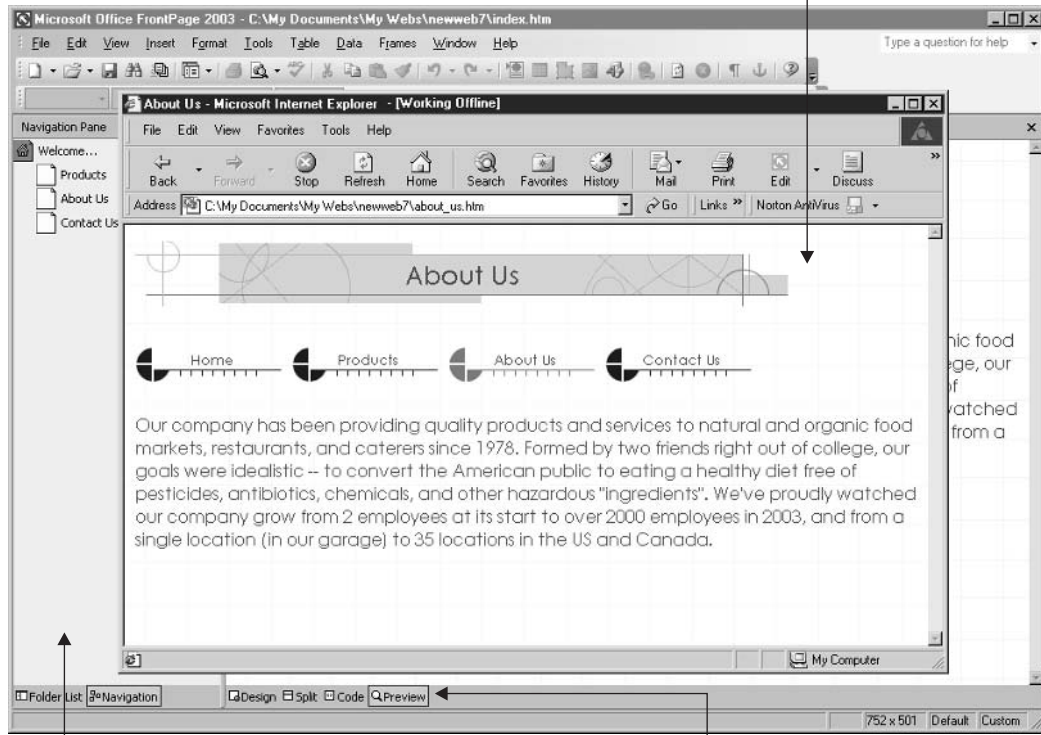 Microsoft Office FrontPage 2003 - C:\My Documents\My Webs\newweb7\index.htm
File Edit View Insert Format Tools Table Data Frames Window Help Type a question for help
About Us - Microsoft Internet Explorer - [Working Offline]
Navigation Pane
File Edit View Favorites Tools Help
Welcome...
Products
About Us
Contact Us
Back Forward Stop Refresh Home Search Favorites History Mail Print Edit Discuss
Address C:\My Documents\My Webs\newweb7\about_us.htm Go Links » Norton AntiVirus
About Us
Home Products About Us Contact Us
Our company has been providing quality products and services to natural and organic food
markets, restaurants, and caterers since 1978. Formed by two friends right out of college, our
goals were idealistic -- to convert the American public to eating a healthy diet free of
pesticides, antibiotics, chemicals, and other hazardous "ingredients". We've proudly watched
our company grow from 2 employees at its start to over 2000 employees in 2003, and from a
single location (in our garage) to 35 locations in the US and Canada.
nic food
ege, our
of
watched
from a
My Computer
Folder List Navigation Design Split Code Preview
752 x 501 Default Custom